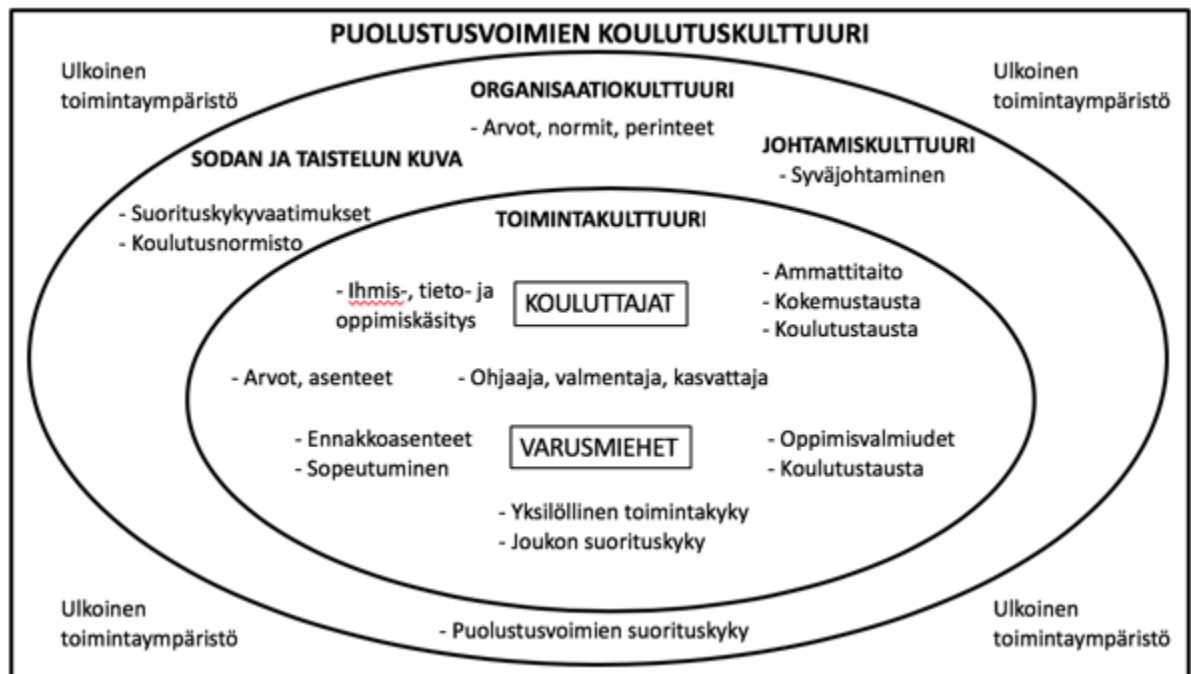 PUOLUSTUSVOIMIEN KOULUTUSKULTTUURI
Ulkoinen
toimintaympäristö
Ulkoinen
toimintaympäristö
ORGANISAATIOKULTTUURI
- Arvot, normit, perinteet
SODAN JA TAISTELUN KUVA
- Suorituskykyvaatimukset
- Koulutusnormisto
JOHTAMISKULTTUURI
- Syväjohtaminen
TOIMINTAKULTTUURI
- Ihmis-, tieto- ja
oppimiskäsitys
KOULUTTAJAT
- Ammattitaito
- Kokemustausta
- Koulutustausta
- Arvot, asenteet
- Ohjaaja, valmentaja, kasvattaja
- Ennakkoasenteet
- Sopeutuminen
VARUSMIEHET
- Oppimisvalmiudet
- Koulutustausta
- Yksilöllinen toimintakyky
- Joukon suorituskyky
Ulkoinen
toimintaympäristö
- Puolustusvoimien suorituskyky
Ulkoinen
toimintaympäristö